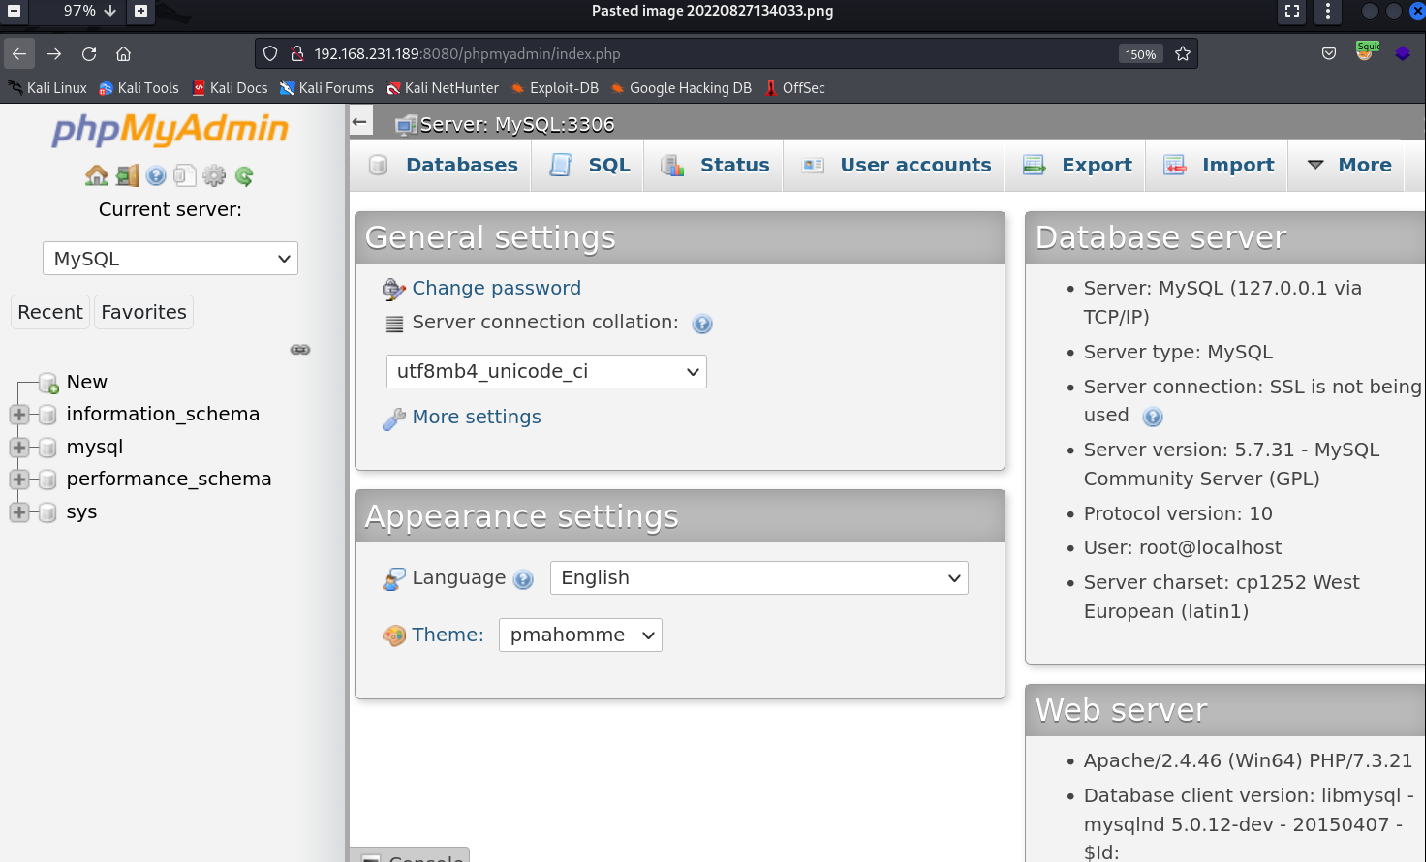 97%
Pasted image 20220827134033.png
192.168.231.189:8080/phpmyadmin/index.php
150%
Kali Linux Kali Tools Kali Docs Kali Forums Kali NetHunter Exploit-DB Google Hacking DB OffSec
phpMyAdmin
Current server:
MySQL
Recent Favorites
New
information_schema
mysql
performance_schema
sys
Server: MySQL:3306
Databases SQL Status User accounts Export Import More
General settings
Change password
Server connection collation:
utf8mb4_unicode_ci
More settings
Appearance settings
Language English
Theme: pmahomme
Database server
Server: MySQL (127.0.0.1 via
TCP/IP)
Server type: MySQL
Server connection: SSL is not being
used
Server version: 5.7.31 - MySQL
Community Server (GPL)
Protocol version: 10
User: root@localhost
Server charset: cp1252 West
European (latin1)
Web server
Apache/2.4.46 (Win64) PHP/7.3.21
Database client version: libmysql -
mysqlnd 5.0.12-dev - 20150407 -
$Id:
Console